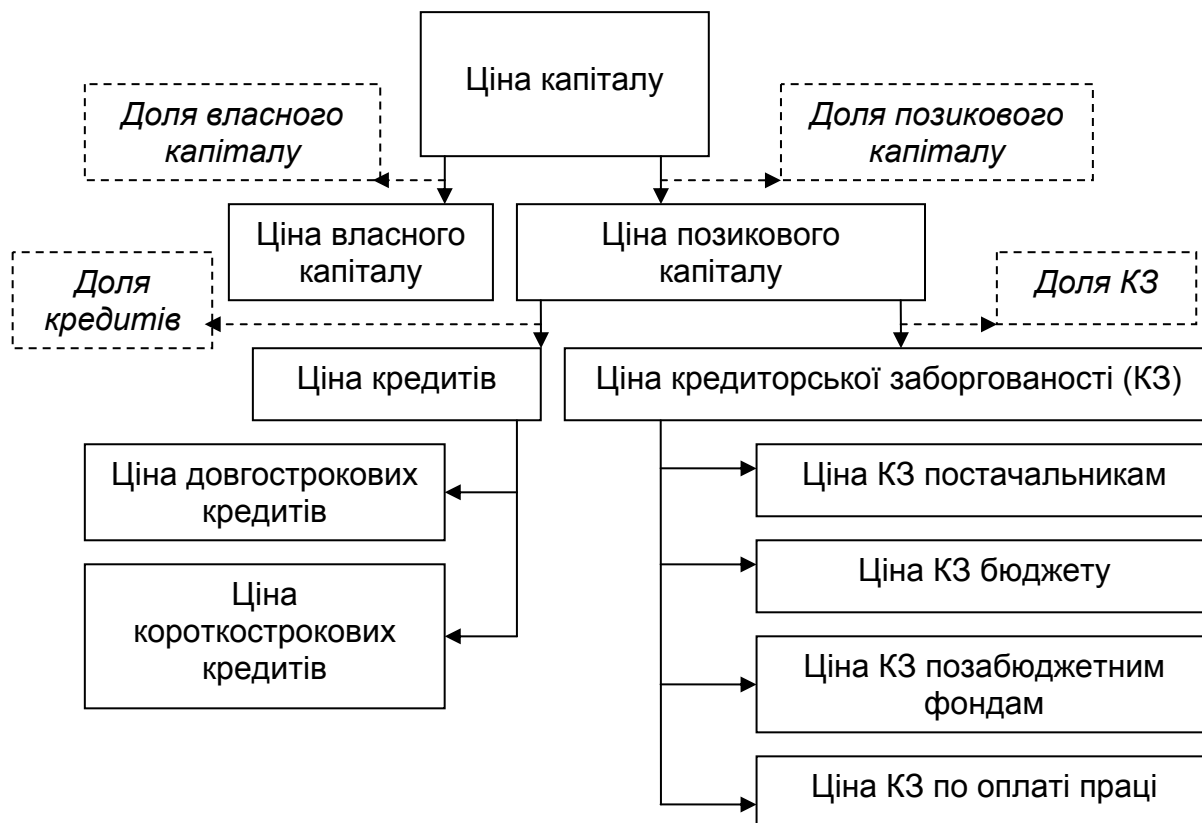 Ціна капіталу
Доля власного
капіталу
Доля позикового
капіталу
Ціна власного
капіталу
Ціна позикового
капіталу
Доля
кредитів
Доля КЗ
Ціна кредитів
Ціна кредиторської заборгованості (КЗ)
Ціна довгострокових
кредитів
Ціна КЗ постачальникам
Ціна КЗ бюджету
Ціна
короткострокових
кредитів
Ціна КЗ позабюджетним
фондам
Ціна КЗ по оплаті праці